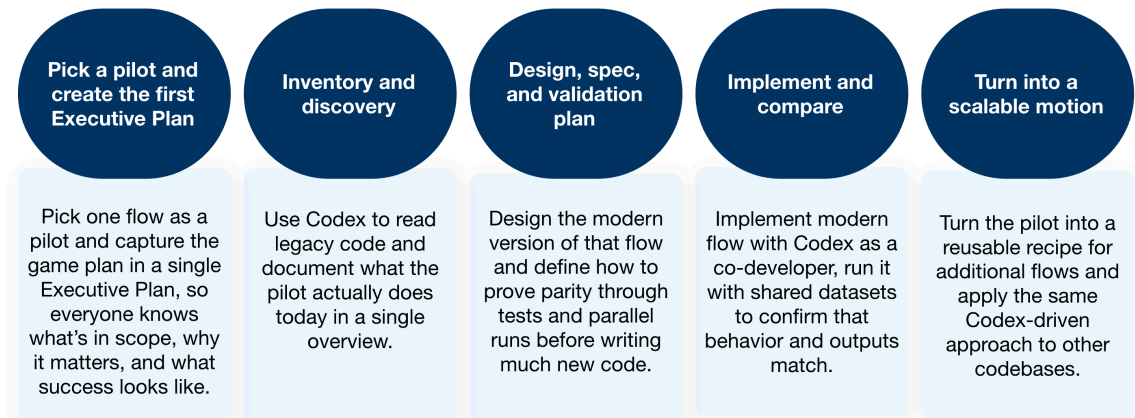 Pick a pilot and
create the first
Executive Plan
Pick one flow as a
pilot and capture the
game plan in a single
Executive Plan, so
everyone knows
what’s in scope, why
it matters, and what
success looks like.
Inventory and
discovery
Use Codex to read
legacy code and
document what the
pilot actually does
today in a single
overview.
Design, spec,
and validation
plan
Design the modern
version of that flow
and define how to
prove parity through
tests and parallel
runs before writing
much new code.
Implement and
compare
Implement modern
flow with Codex as a
co-developer, run it
with shared datasets
to confirm that
behavior and outputs
match.
Turn into a
scalable motion
Turn the pilot into a
reusable recipe for
additional flows and
apply the same
Codex-driven
approach to other
codebases.